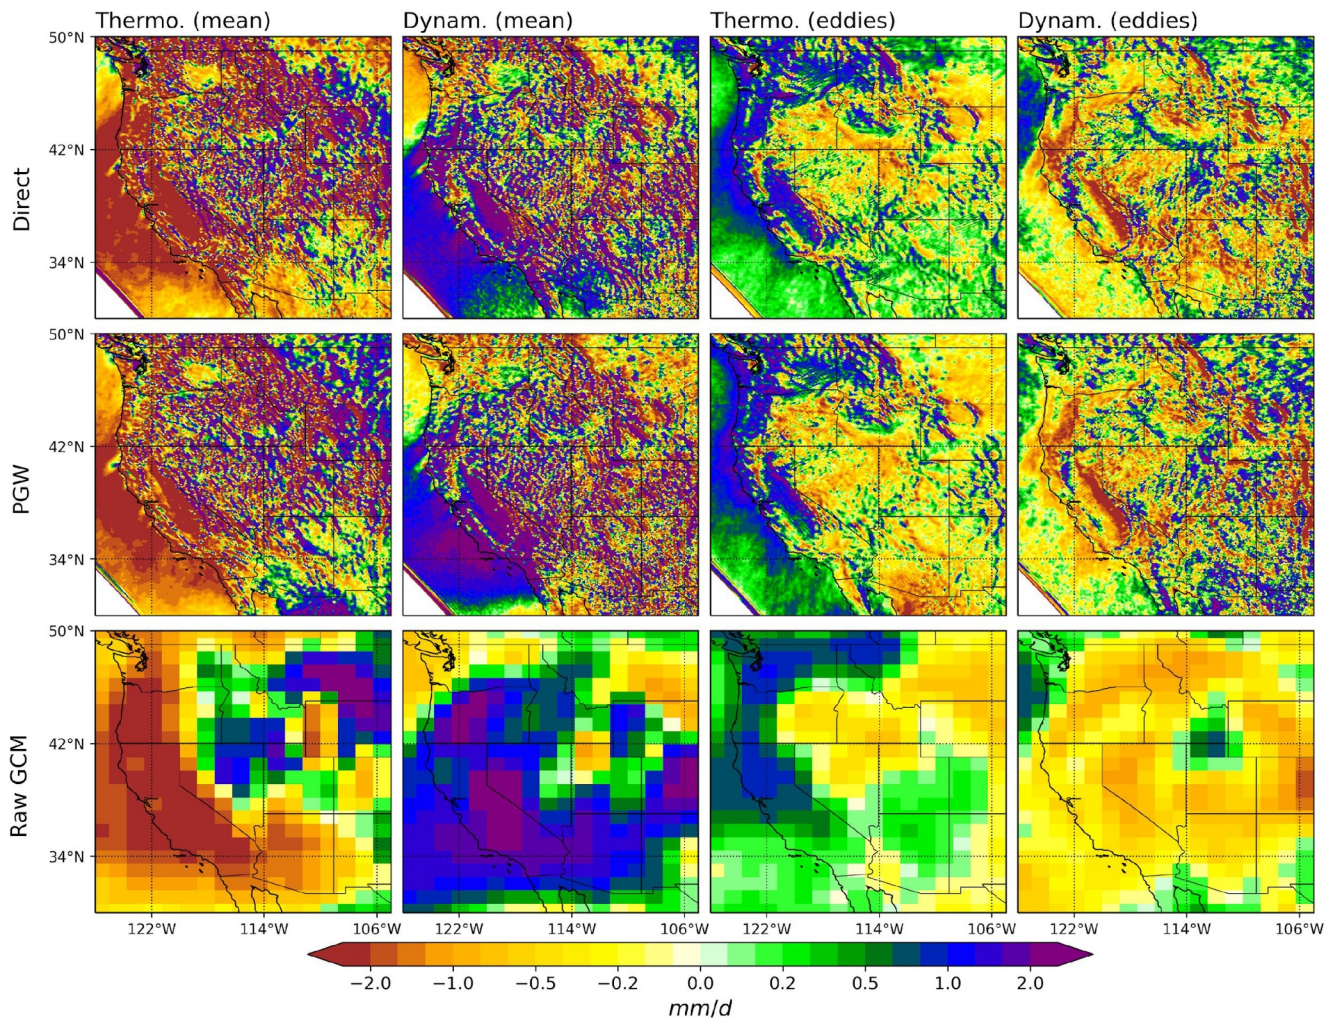 Thermo. (mean) Dynam. (mean) Thermo. (eddies) Dynam. (eddies)
50°N
42°N
34°N
Direct
50°N
42°N
34°N
PGW
50°N
42°N
34°N
Raw GCM
122°W 114°W 106°W 122°W 114°W 106°W 122°W 114°W 106°W 122°W 114°W 106°W
−2.0 −1.0 −0.5 −0.2 0.0 0.2 0.5 1.0 2.0
mm/d